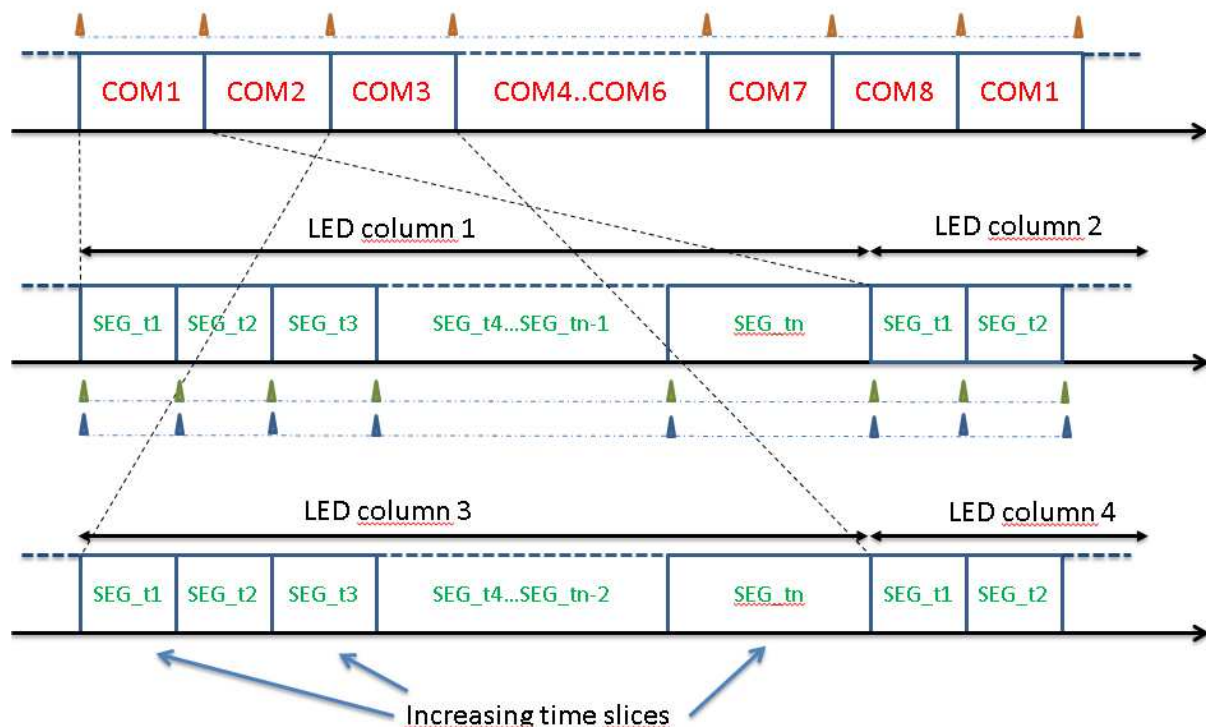 COM1 COM2 COM3 COM4..COM6 COM7 COM8 COM1
LED column 1 LED column 2
SEG_t1 SEG_t2 SEG_t3 SEG_t4...SEG_tn-1 SEG_tn SEG_t1 SEG_t2
LED column 3 LED column 4
SEG_t1 SEG_t2 SEG_t3 SEG_t4...SEG_tn-2 SEG_tn SEG_t1 SEG_t2
Increasing time slices